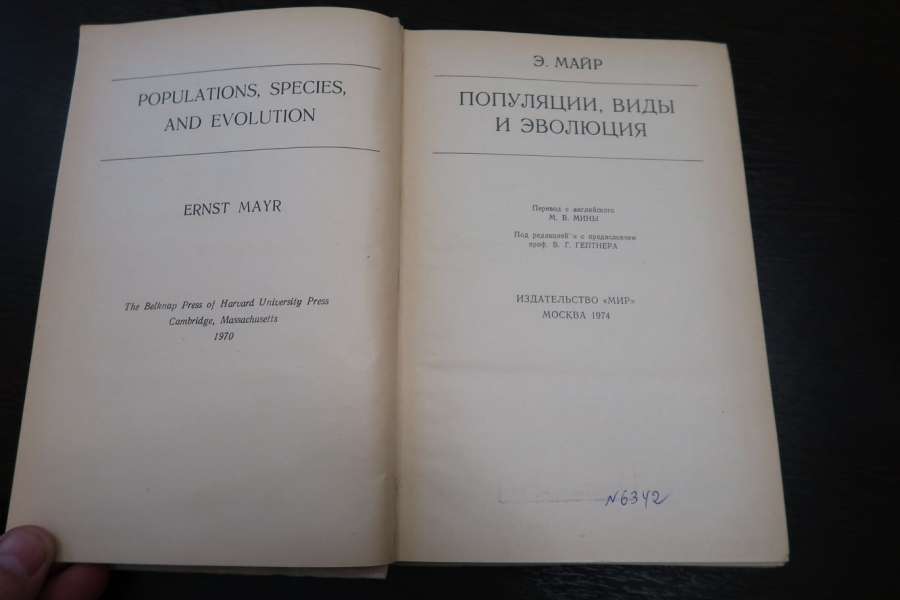 POPULATIONS, SPECIES,
AND EVOLUTION
ERNST MAYR
The Belknap Press of Harvard University Press
Cambridge, Massachusetts
1970
Э. МАЙР
ПОПУЛЯЦИИ, ВИДЫ
И ЭВОЛЮЦИЯ
Перевод с английского
М. В. МИНЫ
Под редакцией и с предисловием
проф. В. Г. ГЕПТНЕРА
ИЗДАТЕЛЬСТВО «МИР»
МОСКВА 1974
N6342